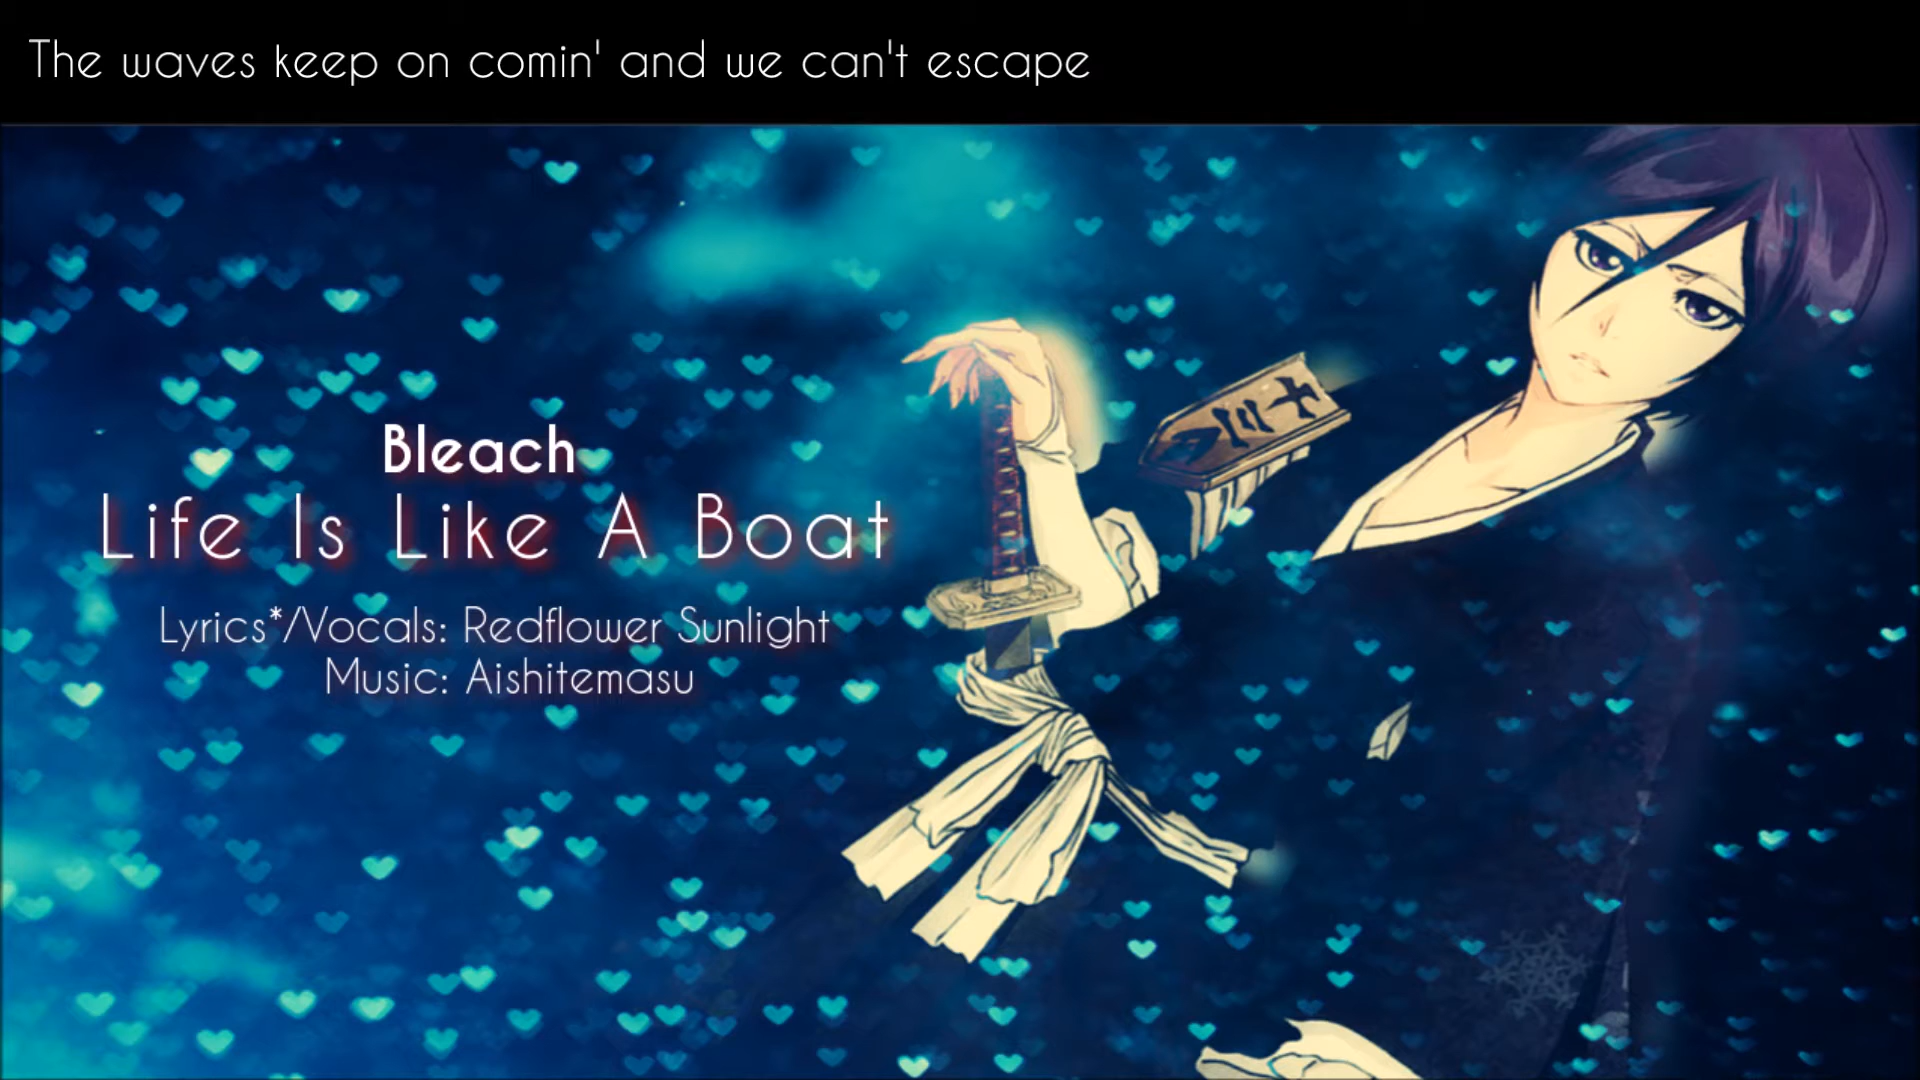 The waves keep on comin' and we can't escape
Bleach
Life Is Like A Boat
Lyrics*/Vocals: Redflower Sunlight
Music: Aishitemasu